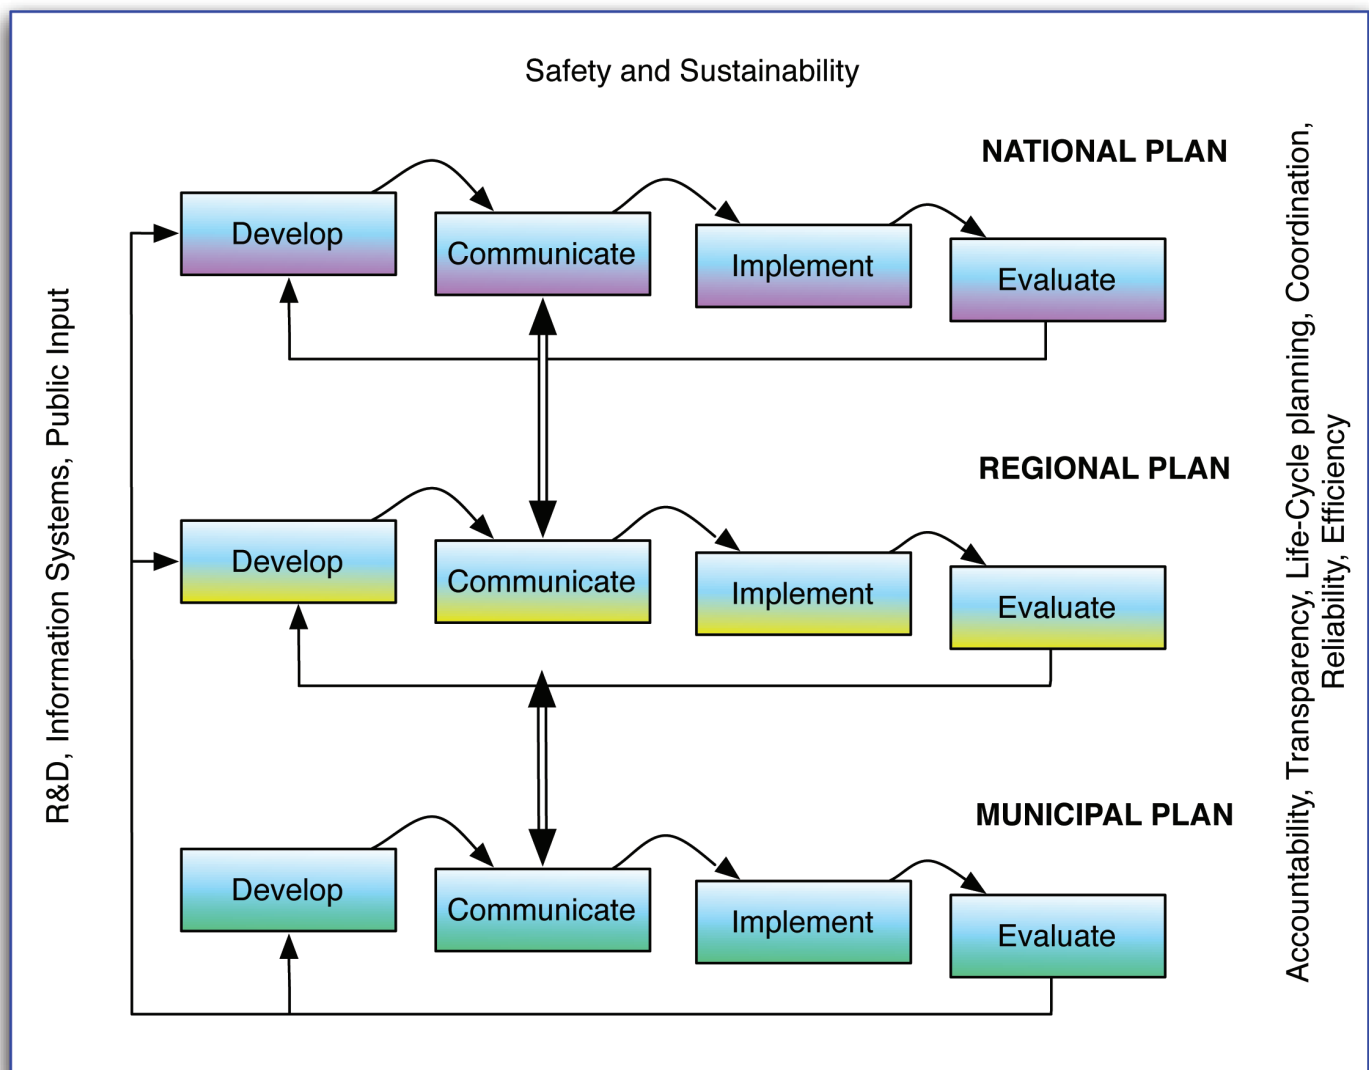 Safety and Sustainability
NATIONAL PLAN
Develop
Communicate
Implement
Evaluate
REGIONAL PLAN
Develop
Communicate
Implement
Evaluate
MUNICIPAL PLAN
Develop
Communicate
Implement
Evaluate
R&D, Information Systems, Public Input
Accountability, Transparency, Life-Cycle planning, Coordination,
Reliability, Efficiency